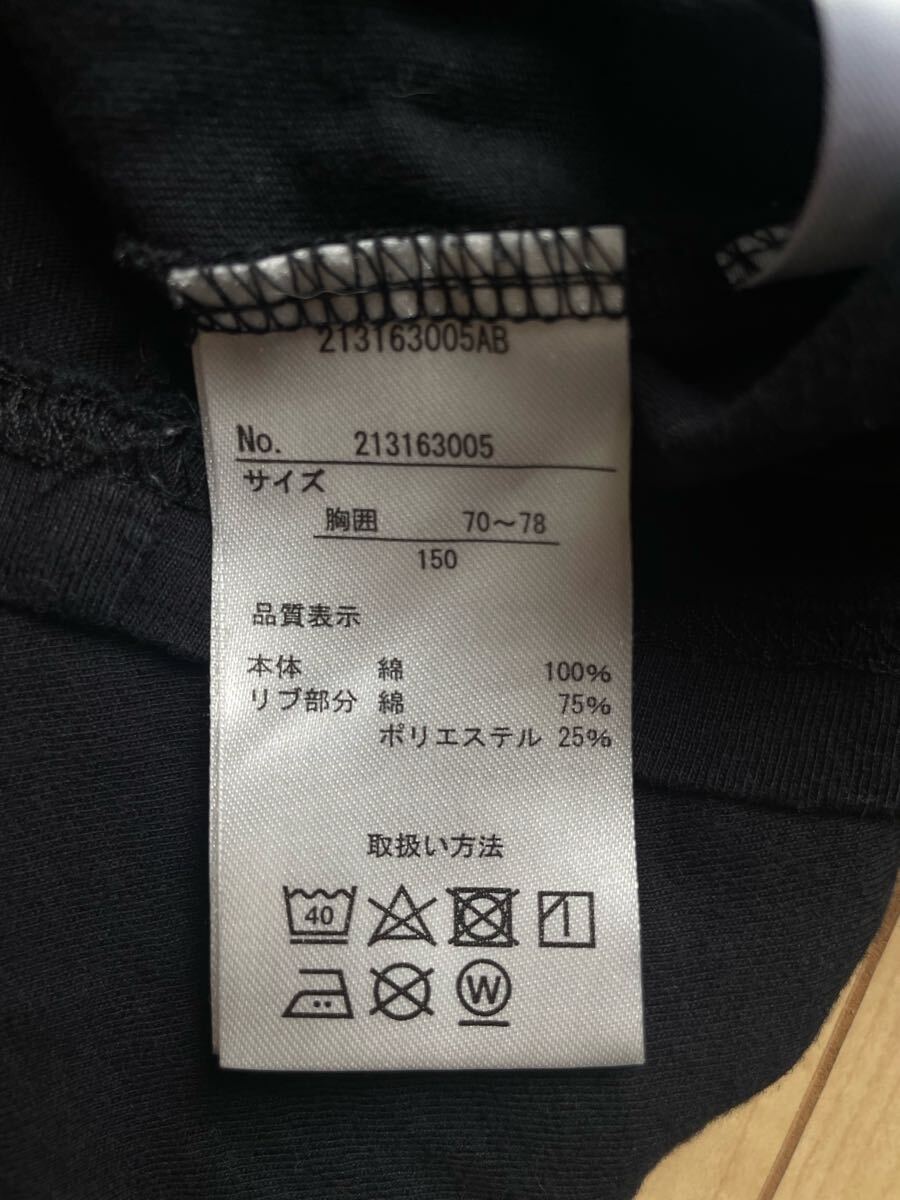 213163005AB
No. 213163005
サイズ
胸囲 70～78
150
品質表示
本体 綿 100%
リブ部分 綿 75%
ポリエステル 25%
取扱い方法
40
W